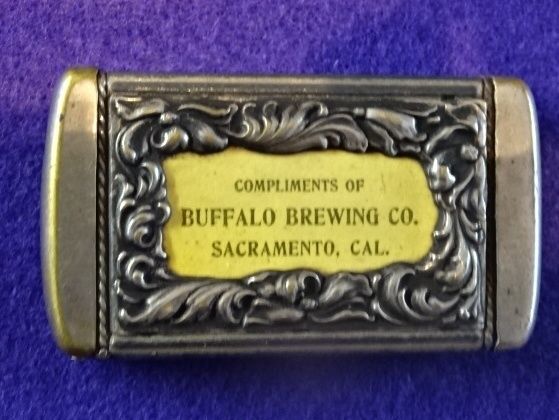 COMPLIMENTS OF
BUFFALO BREWING CO.
SACRAMENTO, CAL.